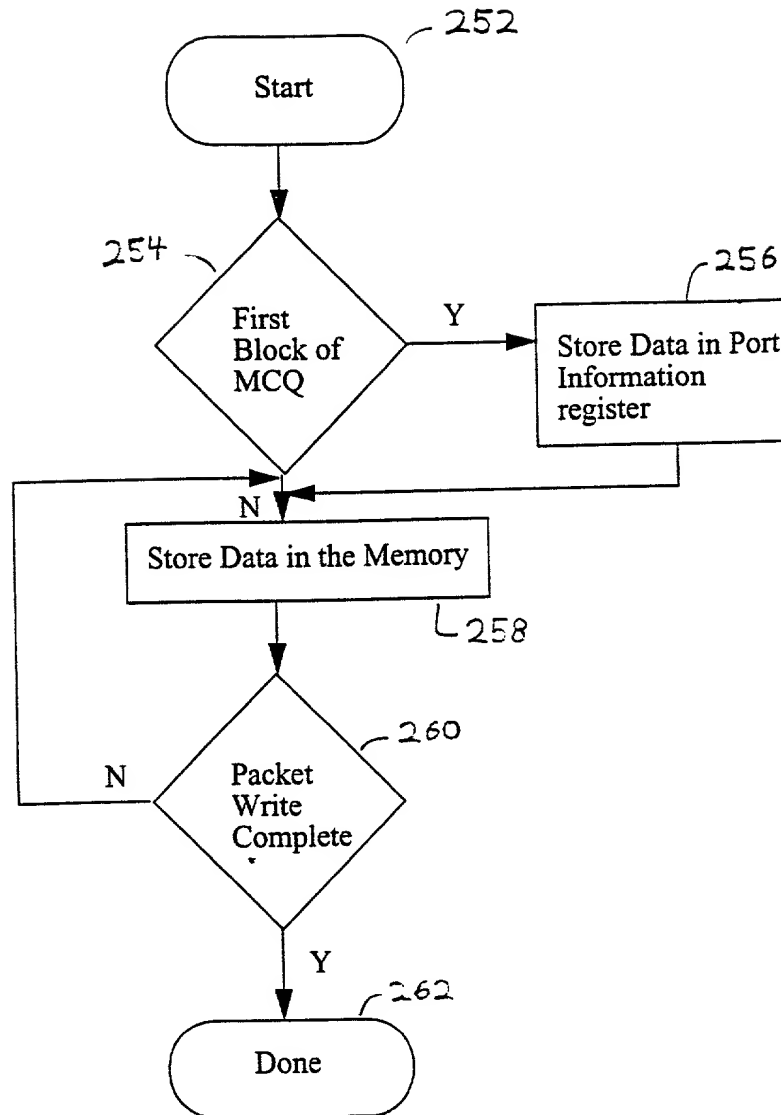 252
Start
254
First
Block of
MCQ
Y
256
Store Data in Port
Information
register
N
Store Data in the Memory
258
260
N
Packet
Write
Complete
Y
262
Done